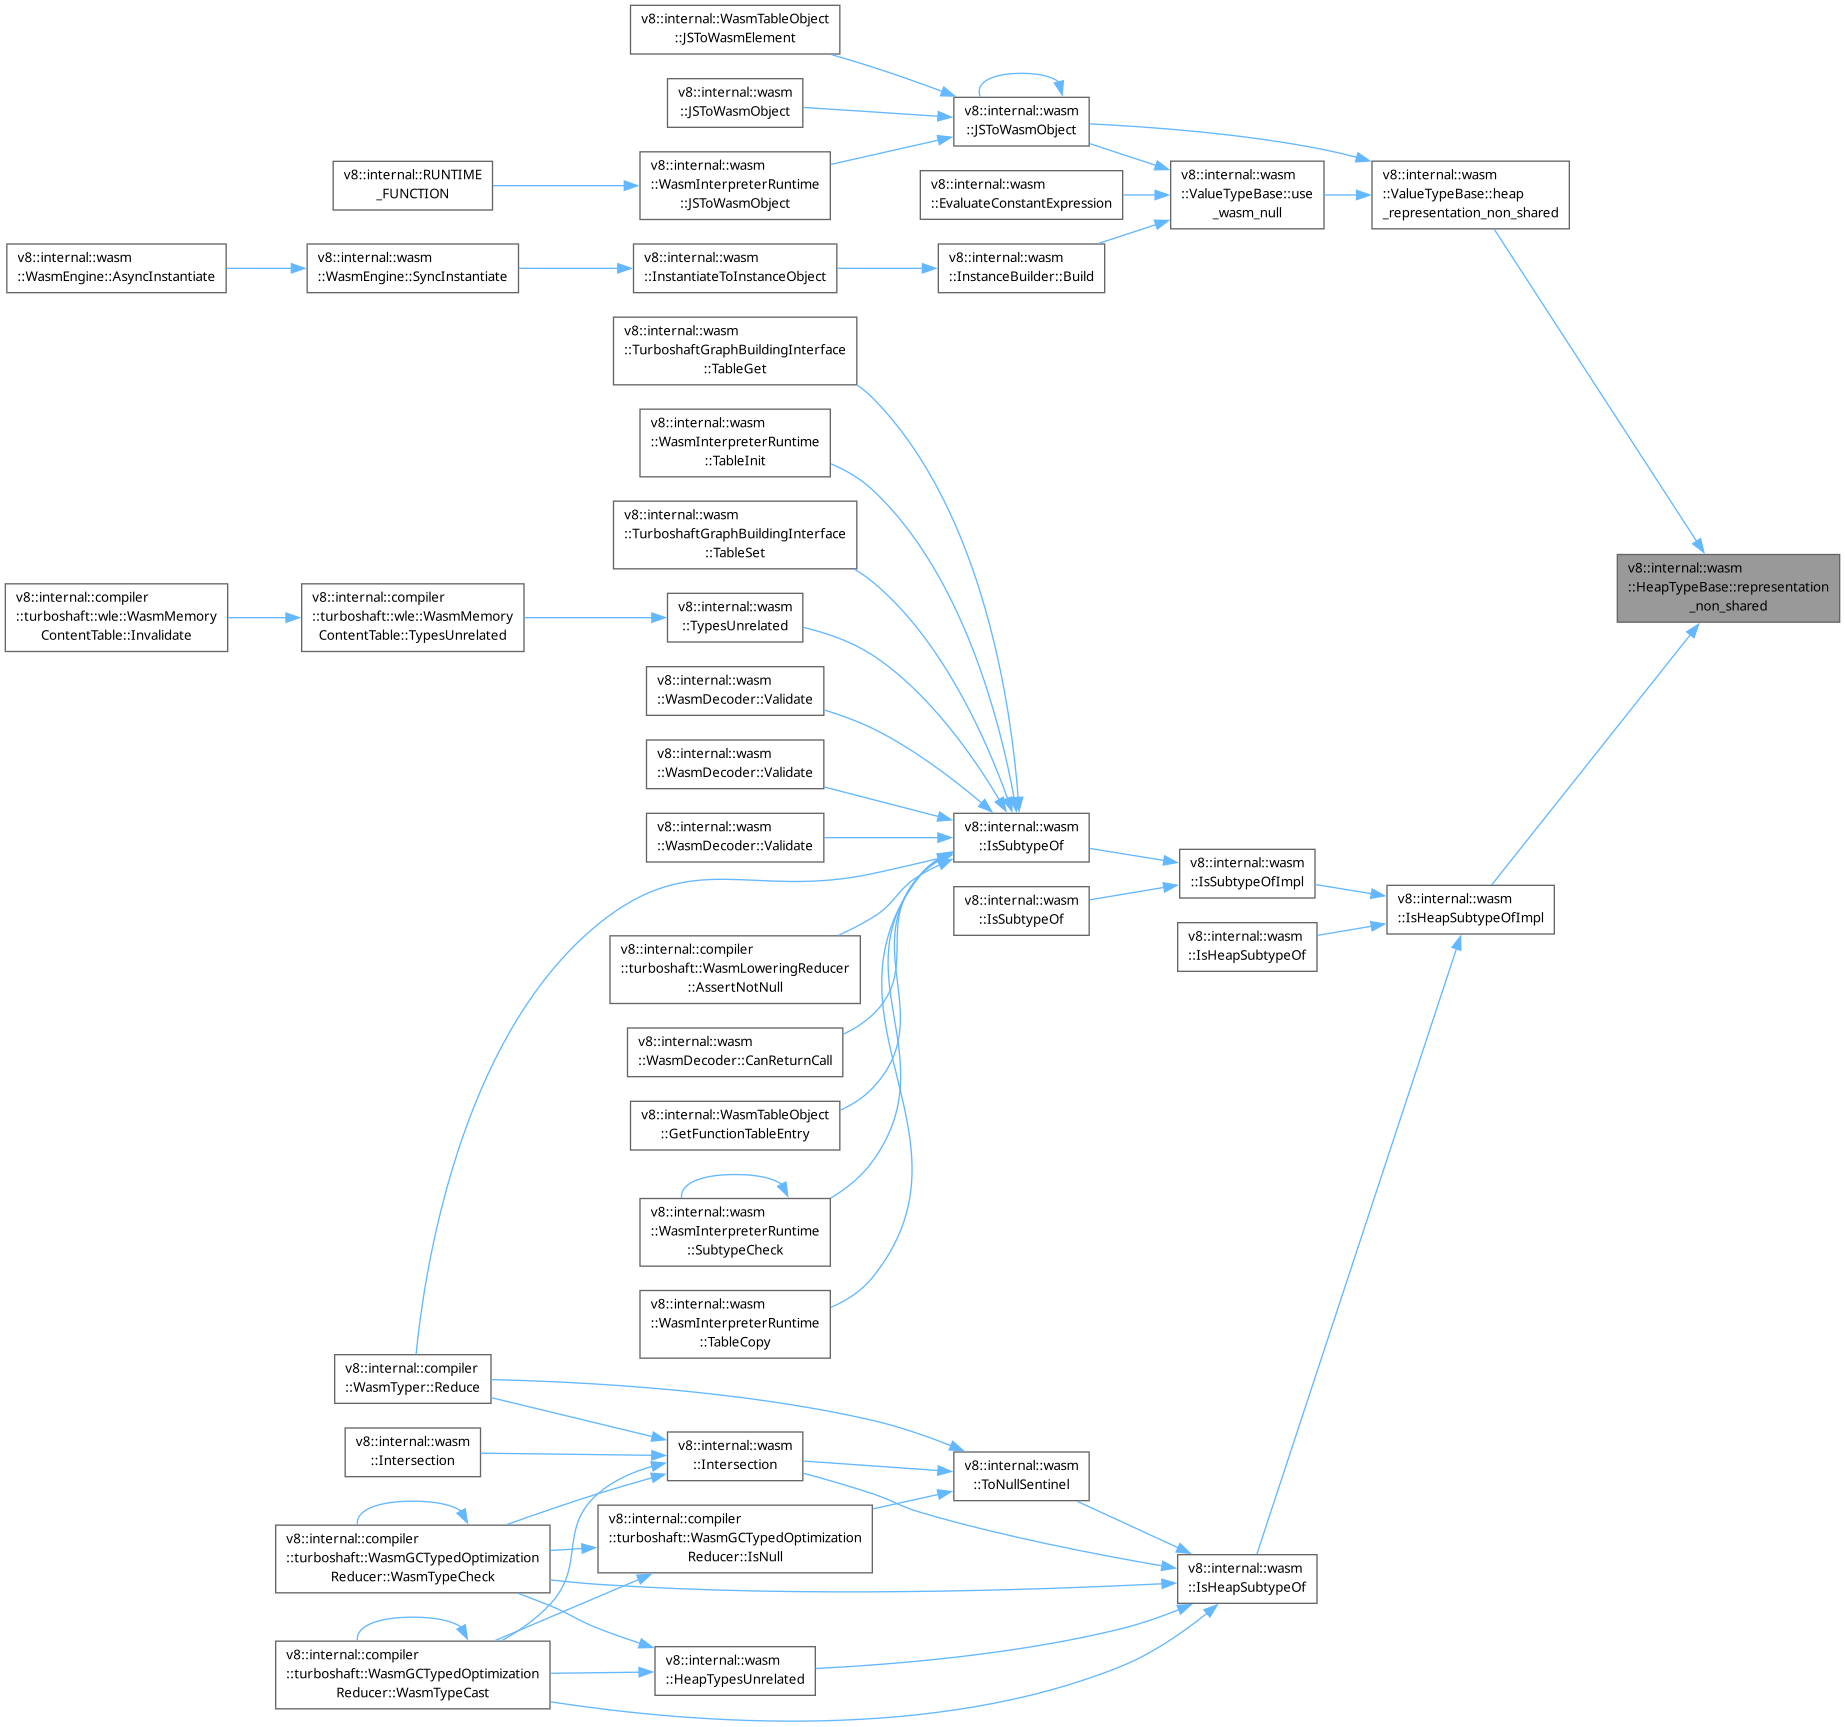 v8::internal::WasmTableObject
::JSToWasmElement
v8::internal::wasm
::JSToWasmObject
v8::internal::wasm
::JSToWasmObject
v8::internal::wasm
::WasmInterpreterRuntime
::JSToWasmObject
v8::internal::RUNTIME
_FUNCTION
v8::internal::wasm
::EvaluateConstantExpression
v8::internal::wasm
::ValueTypeBase::use
_wasm_null
v8::internal::wasm
::ValueTypeBase::heap
_representation_non_shared
v8::internal::wasm
::WasmEngine::AsyncInstantiate
v8::internal::wasm
::WasmEngine::SyncInstantiate
v8::internal::wasm
::InstantiateToInstanceObject
v8::internal::wasm
::InstanceBuilder::Build
v8::internal::wasm
::TurboshaftGraphBuildingInterface
::TableGet
v8::internal::wasm
::WasmInterpreterRuntime
::TableInit
v8::internal::wasm
::TurboshaftGraphBuildingInterface
::TableSet
v8::internal::wasm
::HeapTypeBase::representation
_non_shared
v8::internal::compiler
::turboshaft::wle::WasmMemory
ContentTable::Invalidate
v8::internal::compiler
::turboshaft::wle::WasmMemory
ContentTable::TypesUnrelated
v8::internal::wasm
::TypesUnrelated
v8::internal::wasm
::WasmDecoder::Validate
v8::internal::wasm
::WasmDecoder::Validate
v8::internal::wasm
::WasmDecoder::Validate
v8::internal::wasm
::IsSubtypeOf
v8::internal::wasm
::IsSubtypeOfImpl
v8::internal::wasm
::IsSubtypeOf
v8::internal::wasm
::IsHeapSubtypeOfImpl
v8::internal::wasm
::IsHeapSubtypeOf
v8::internal::compiler
::turboshaft::WasmLoweringReducer
::AssertNotNull
v8::internal::wasm
::WasmDecoder::CanReturnCall
v8::internal::WasmTableObject
::GetFunctionTableEntry
v8::internal::wasm
::WasmInterpreterRuntime
::SubtypeCheck
v8::internal::wasm
::WasmInterpreterRuntime
::TableCopy
v8::internal::compiler
::WasmTyper::Reduce
v8::internal::wasm
::Intersection
v8::internal::wasm
::Intersection
v8::internal::wasm
::ToNullSentinel
v8::internal::compiler
::turboshaft::WasmGCTypedOptimization
Reducer::IsNull
v8::internal::compiler
::turboshaft::WasmGCTypedOptimization
Reducer::WasmTypeCheck
v8::internal::wasm
::IsHeapSubtypeOf
v8::internal::compiler
::turboshaft::WasmGCTypedOptimization
Reducer::WasmTypeCast
v8::internal::wasm
::HeapTypesUnrelated